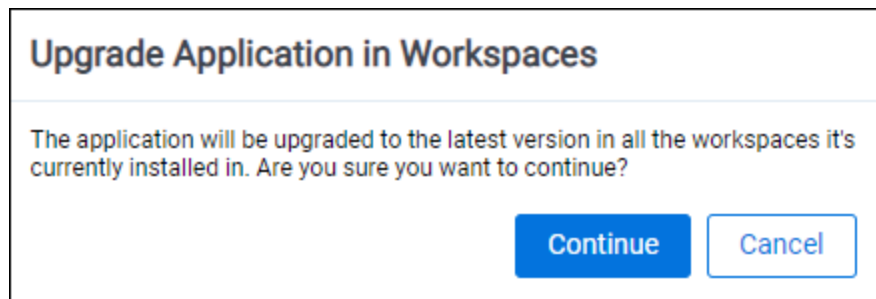 Upgrade Application in Workspaces
The application will be upgraded to the latest version in all the workspaces it's
currently installed in. Are you sure you want to continue?
Continue
Cancel